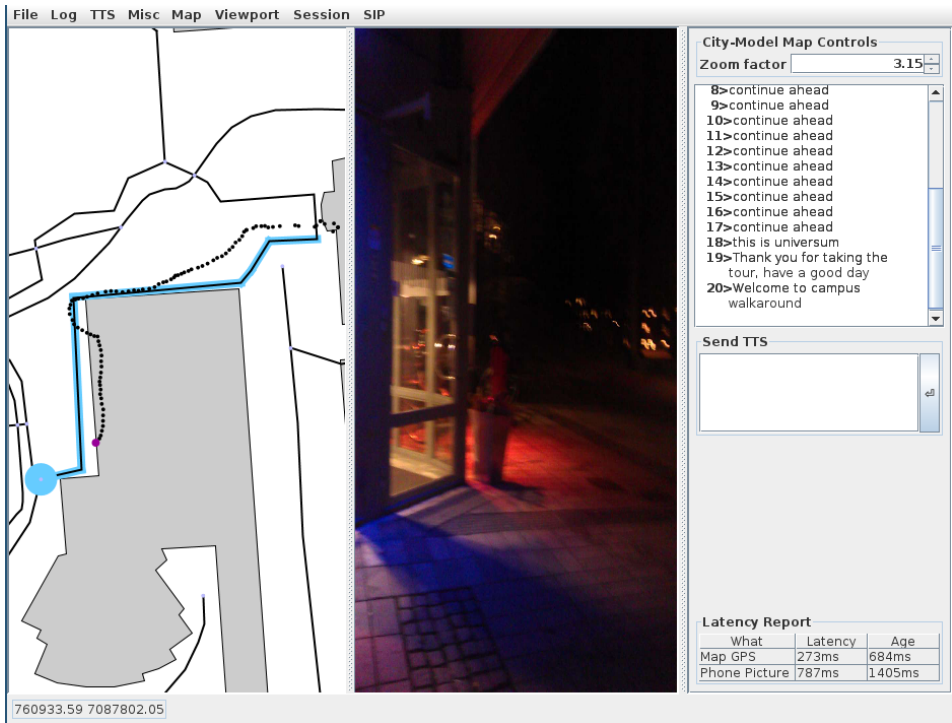 File Log TTS Misc Map Viewport Session SIP
City-Model Map Controls
Zoom factor 3.15
8>continue ahead
9>continue ahead
10>continue ahead
11>continue ahead
12>continue ahead
13>continue ahead
14>continue ahead
15>continue ahead
16>continue ahead
17>continue ahead
18>this is universum
19>Thank you for taking the
tour, have a good day
20>Welcome to campus
walkaround
Send TTS
Latency Report
What Latency Age
Map GPS 273ms 684ms
Phone Picture 787ms 1405ms
760933.59 7087802.05